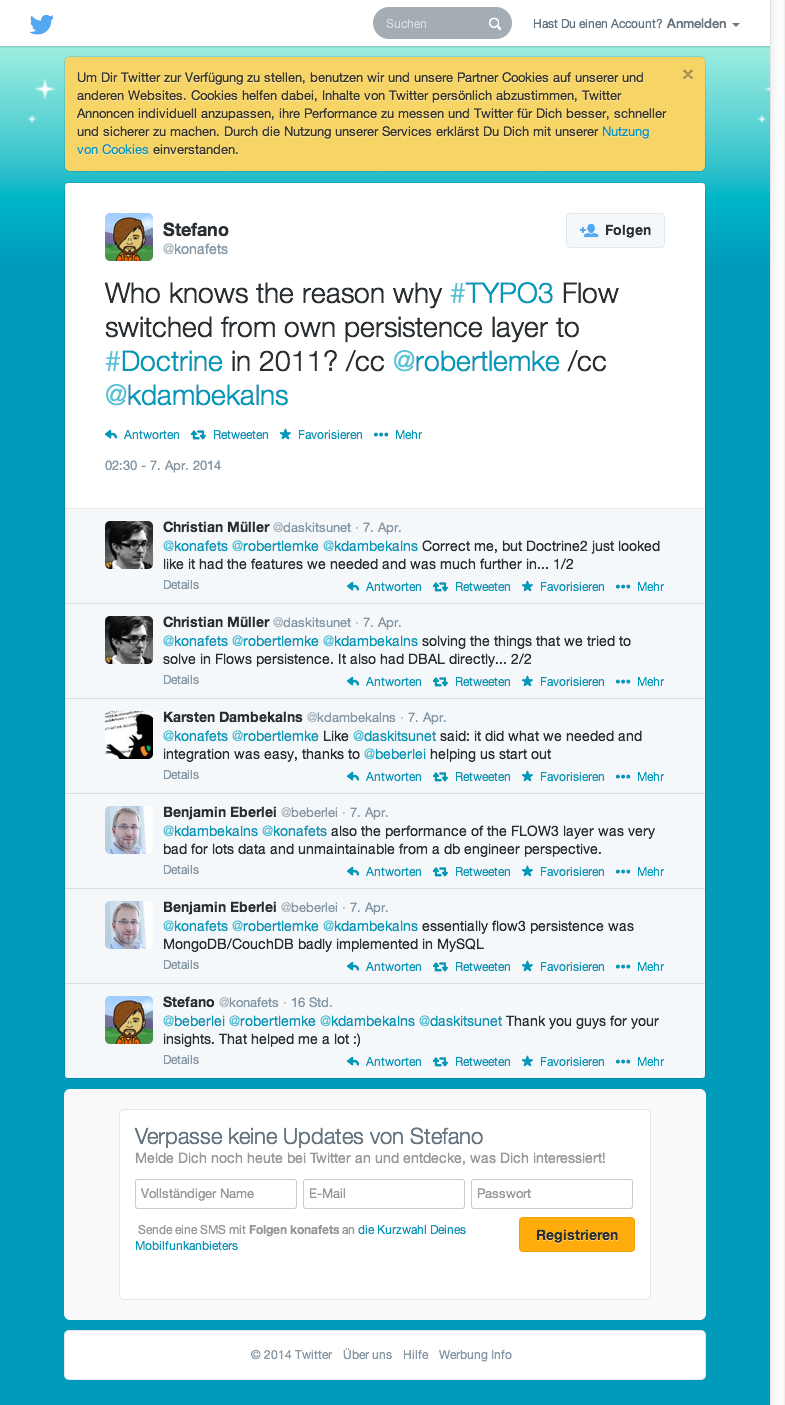 Suchen
Hast Du einen Account? Anmelden
Um Dir Twitter zur Verfügung zu stellen, benutzen wir und unsere Partner Cookies auf unserer und
anderen Websites. Cookies helfen dabei, Inhalte von Twitter persönlich abzustimmen, Twitter
Annoncen individuell anzupassen, ihre Performance zu messen und Twitter für Dich besser, schneller
und sicherer zu machen. Durch die Nutzung unserer Services erklärst Du Dich mit unserer Nutzung
von Cookies einverstanden.
Stefano
@konafets
Folgen
Who knows the reason why #TYPO3 Flow
switched from own persistence layer to
#Doctrine in 2011? /cc @robertlemke /cc
@kdambekalns
Antworten Retweeten Favorisieren Mehr
02:30 - 7. Apr. 2014
Christian Müller @daskitsunet · 7. Apr.
@konafets @robertlemke @kdambekalns Correct me, but Doctrine2 just looked
like it had the features we needed and was much further in... 1/2
Details Antworten Retweeten Favorisieren Mehr
Christian Müller @daskitsunet · 7. Apr.
@konafets @robertlemke @kdambekalns solving the things that we tried to
solve in Flows persistence. It also had DBAL directly... 2/2
Details Antworten Retweeten Favorisieren Mehr
Karsten Dambekalns @kdambekalns · 7. Apr.
@konafets @robertlemke Like @daskitsunet said: it did what we needed and
integration was easy, thanks to @beberlei helping us start out
Details Antworten Retweeten Favorisieren Mehr
Benjamin Eberlei @beberlei · 7. Apr.
@kdambekalns @konafets also the performance of the FLOW3 layer was very
bad for lots data and unmaintainable from a db engineer perspective.
Details Antworten Retweeten Favorisieren Mehr
Benjamin Eberlei @beberlei · 7. Apr.
@konafets @robertlemke @kdambekalns essentially flow3 persistence was
MongoDB/CouchDB badly implemented in MySQL
Details Antworten Retweeten Favorisieren Mehr
Stefano @konafets · 16 Std.
@beberlei @robertlemke @kdambekalns @daskitsunet Thank you guys for your
insights. That helped me a lot :)
Details Antworten Retweeten Favorisieren Mehr
Verpasse keine Updates von Stefano
Melde Dich noch heute bei Twitter an und entdecke, was Dich interessiert!
Vollständiger Name E-Mail Passwort
Sende eine SMS mit Folgen konafets an die Kurzwahl Deines
Mobilfunkanbieters
Registrieren
© 2014 Twitter Über uns Hilfe Werbung Info